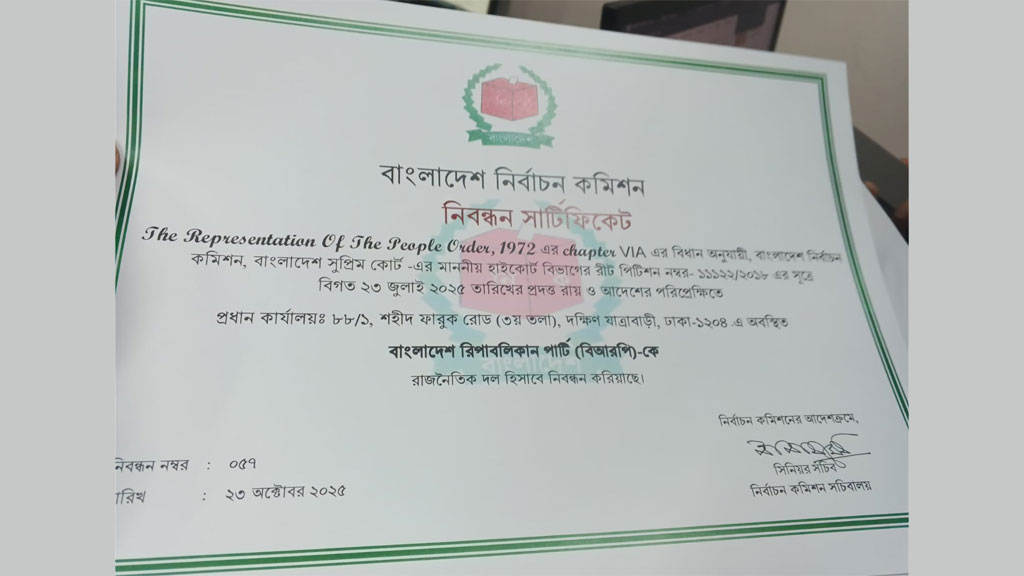 বাংলাদেশ
বাংলাদেশ নির্বাচন কমিশন
নিবন্ধন সার্টিফিকেট
The Representation Of The People Order, 1972 এর chapter VIA এর বিধান অনুযায়ী, বাংলাদেশ নির্বাচন
কমিশন, বাংলাদেশ সুপ্রিম কোর্ট -এর মাননীয় হাইকোর্ট বিভাগের রীট পিটিশন নম্বর- ১১১২২/২০১৮ এর সূত্রে
বিগত ২৩ জুলাই ২০২৫ তারিখের প্রদত্ত রায় ও আদেশের পরিপ্রেক্ষিতে
প্রধান কার্যালয়ঃ ৮৮/১, শহীদ ফারুক রোড (৩য় তলা), দক্ষিণ যাত্রাবাড়ী, ঢাকা-১২০৪ এ অবস্থিত
বাংলাদেশ রিপাবলিকান পার্টি (বিআরপি)-কে
রাজনৈতিক দল হিসাবে নিবন্ধন করিয়াছে।
নির্বাচন কমিশনের আদেশক্রমে,
সিনিয়র সচিব
নির্বাচন কমিশন সচিবালয়
নিবন্ধন নম্বর : ০৫৭
তারিখ : ২৩ অক্টোবর ২০২৫